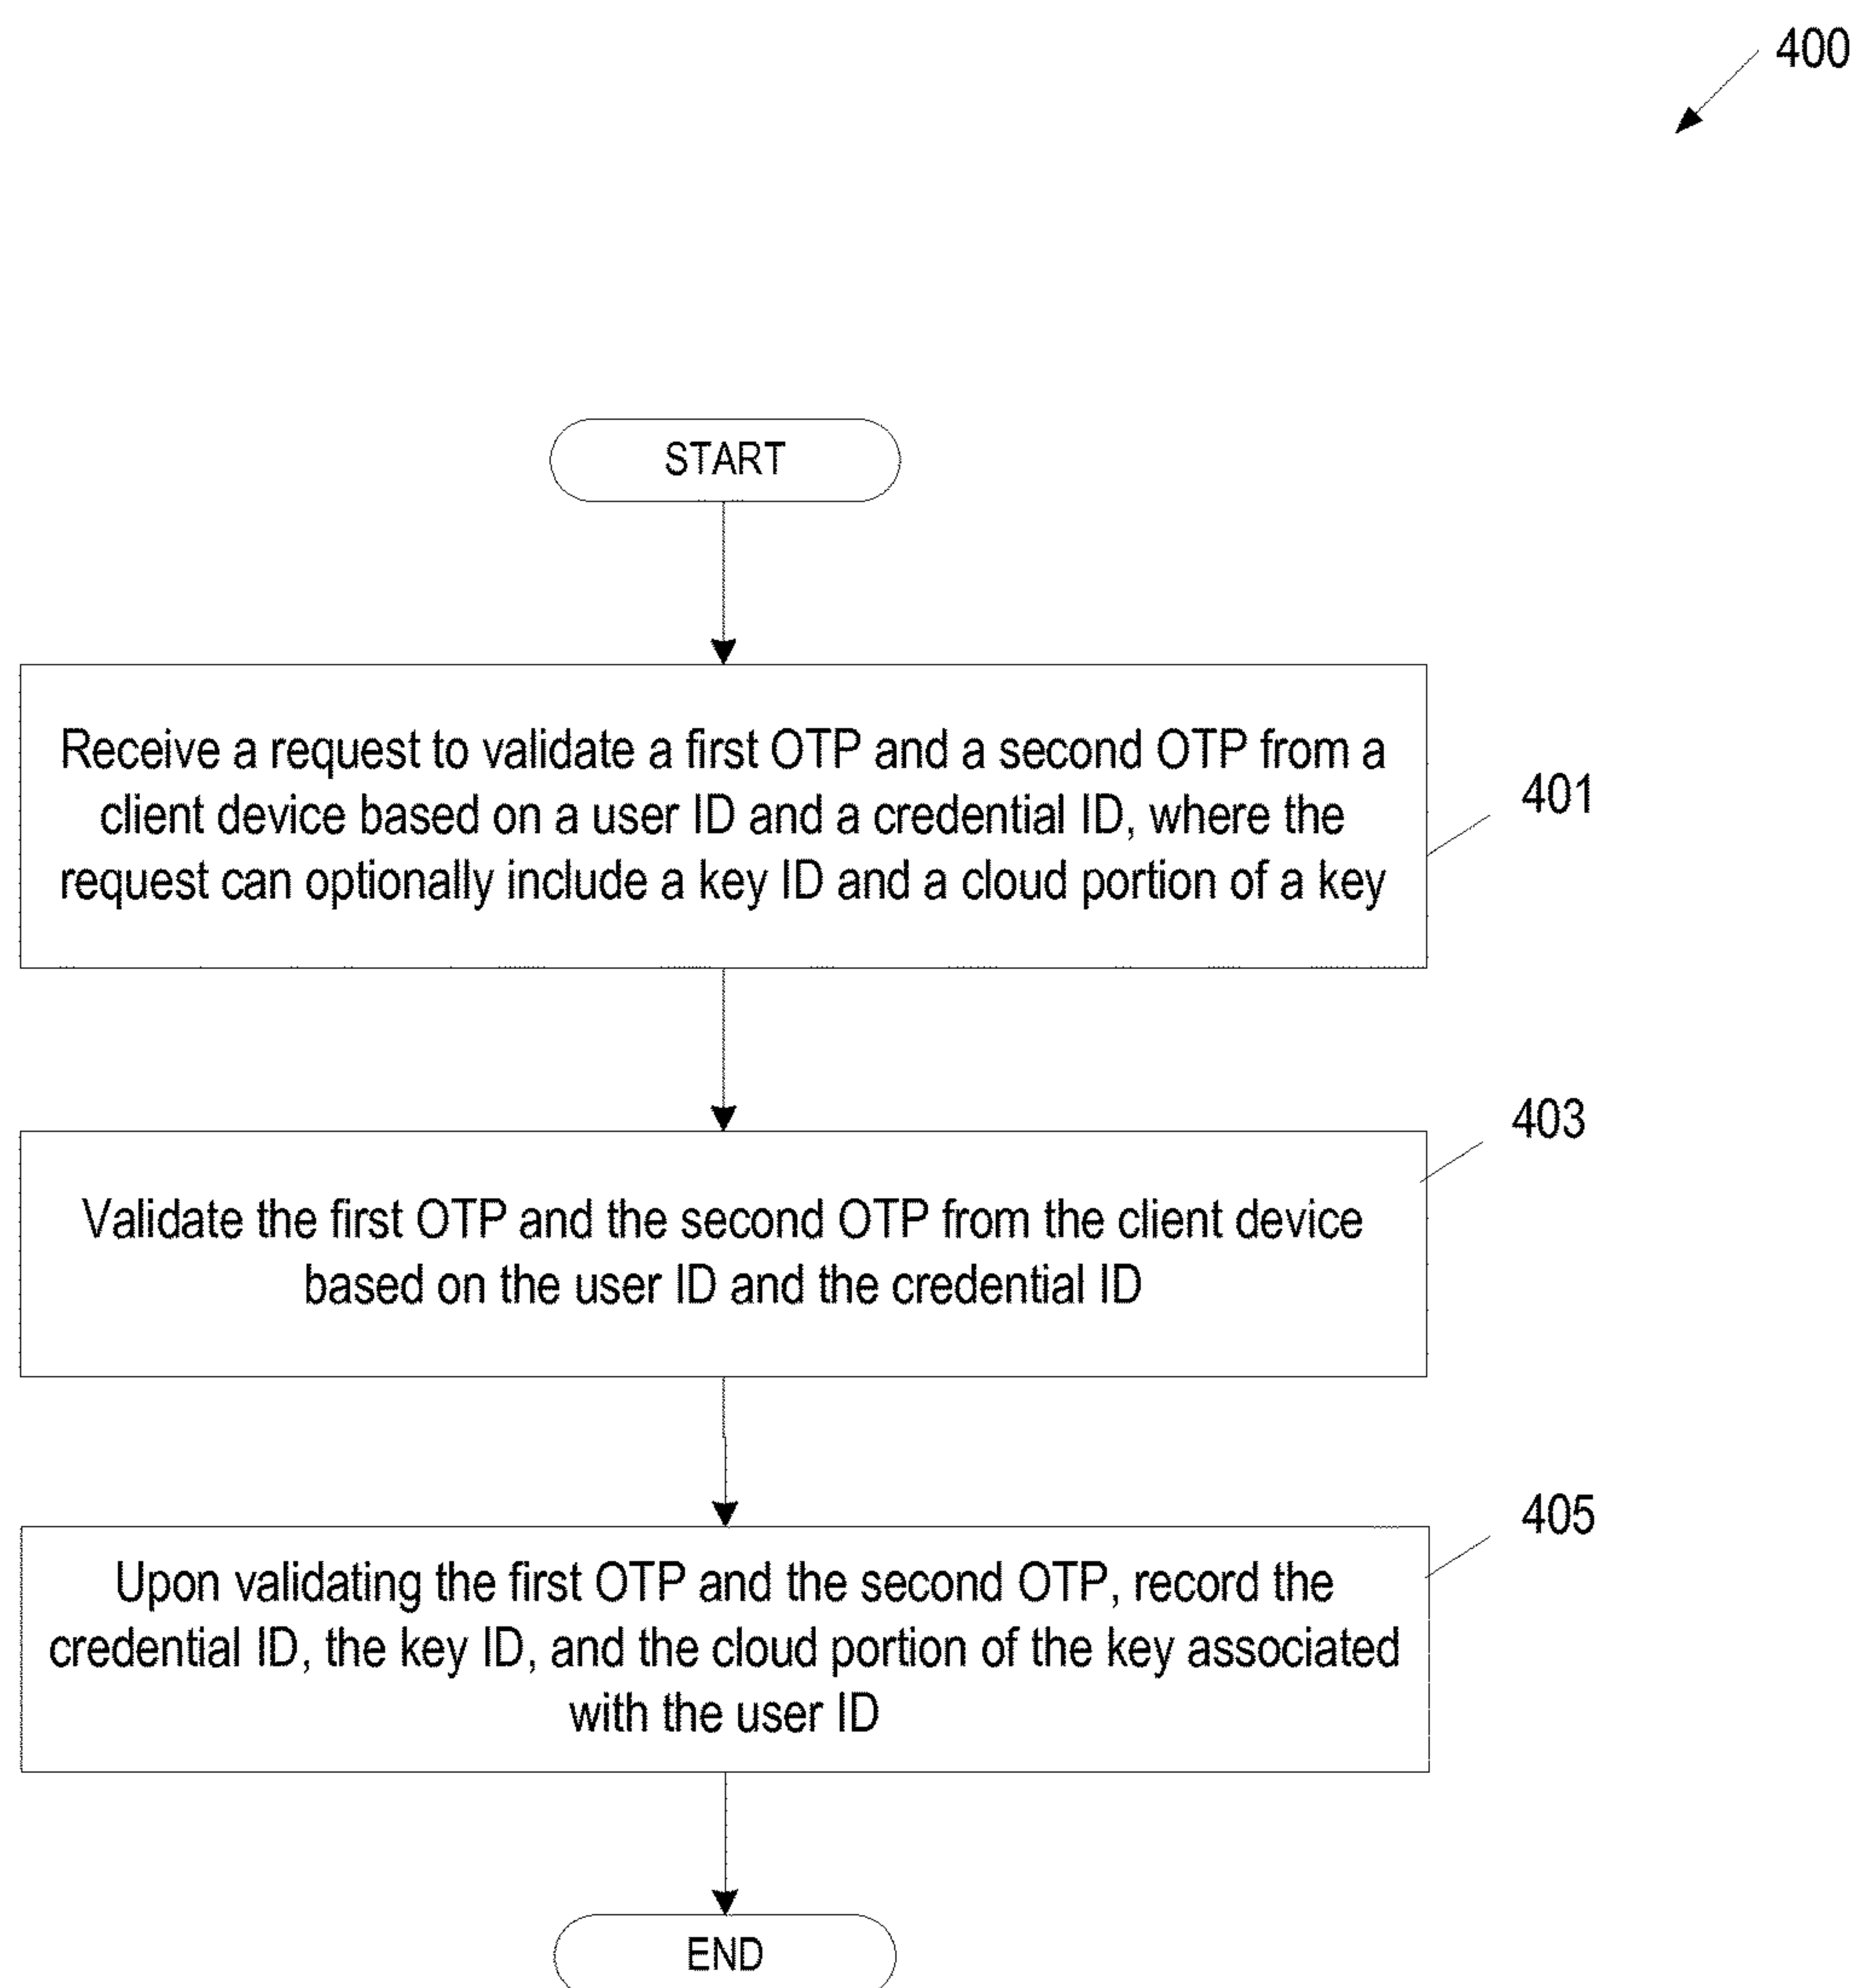 400
START
Receive a request to validate a first OTP and a second OTP from a
client device based on a user ID and a credential ID, where the
request can optionally include a key ID and a cloud portion of a key
401
403
Validate the first OTP and the second OTP from the client device
based on the user ID and the credential ID
405
Upon validating the first OTP and the second OTP, record the
credential ID, the key ID, and the cloud portion of the key associated
with the user ID
END